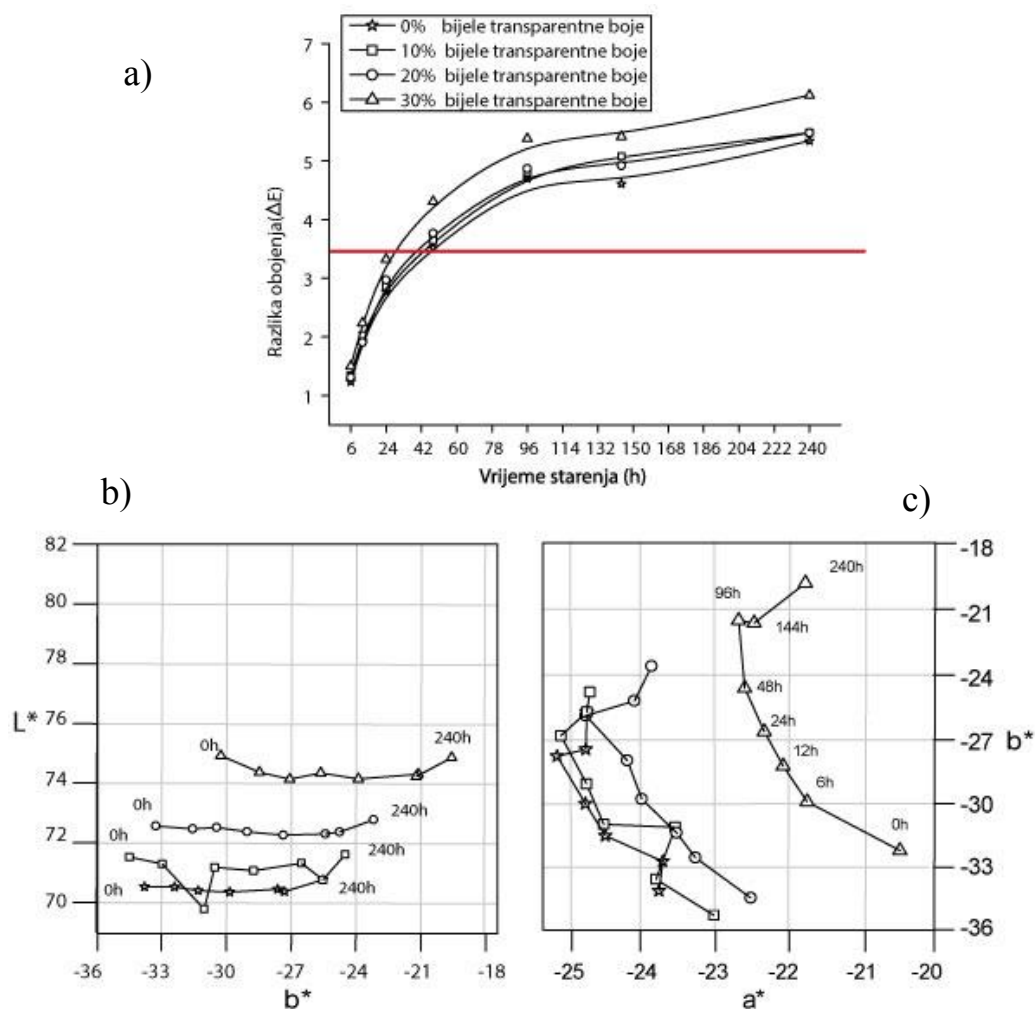 a)
0% bijele transparentne boje
10% bijele transparentne boje
20% bijele transparentne boje
30% bijele transparentne boje
7
6
5
4
3
2
1
Razlika obojenja(ΔE)
6 24 42 60 78 96 114 132 150 168 186 204 222 240
Vrijeme starenja (h)
b)
L*
82
80
78
76
74
72
70
0h
240h
0h
240h
0h
240h
0h
240h
-36 -33 -30 -27 -24 -21 -18
b*
c)
240h
96h
144h
48h
24h
12h
6h
0h
-18
-21
-24
-27
-30
-33
-36
b*
-25 -24 -23 -22 -21 -20
a*